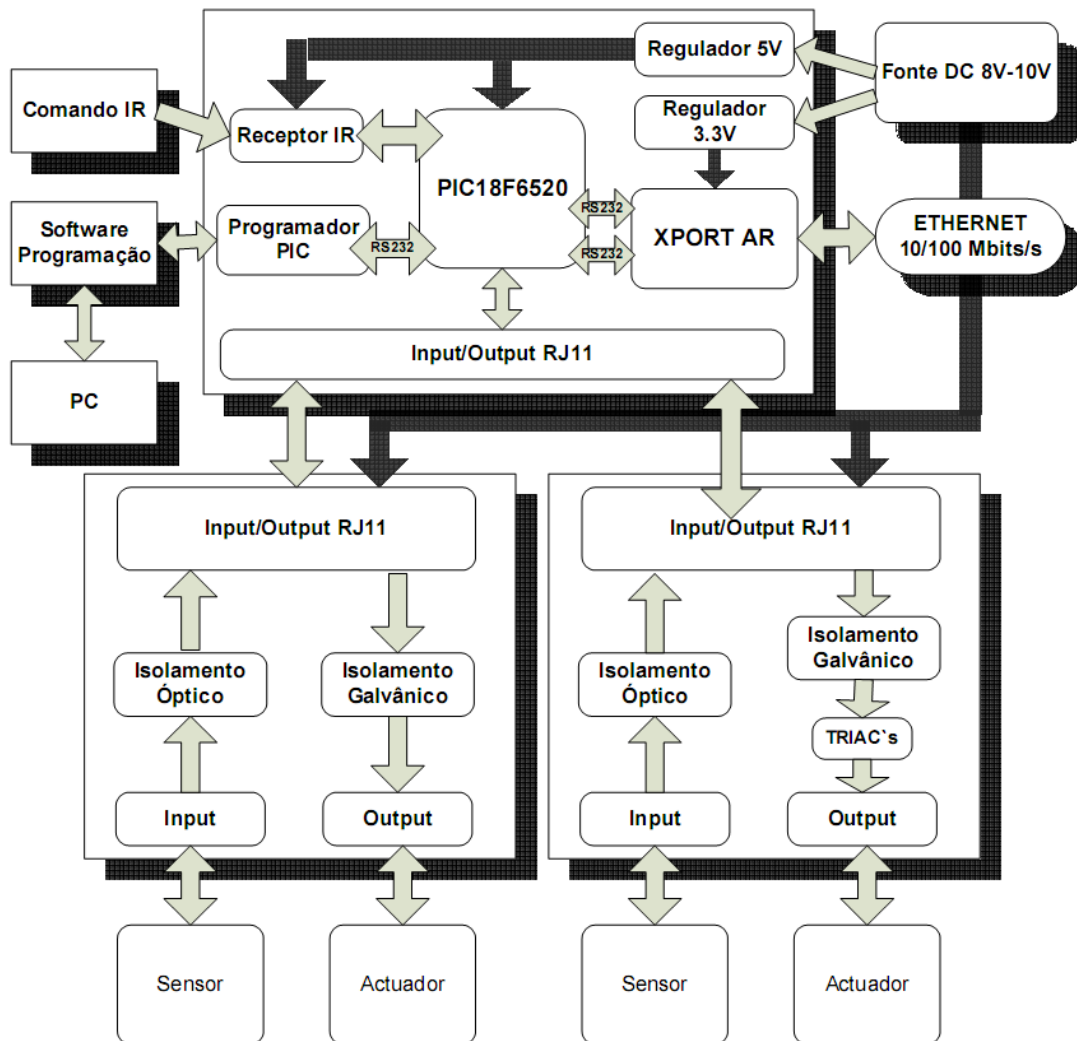 Regulador 5V
Fonte DC 8V-10V
Comando IR
Receptor IR
Regulador
3.3V
PIC18F6520
Software
Programação
Programador
PIC
RS232
RS232
RS232
XPORT AR
ETHERNET
10/100 Mbits/s
Input/Output RJ11
PC
Input/Output RJ11
Input/Output RJ11
Isolamento
Óptico
Isolamento
Galvânico
Isolamento
Óptico
Isolamento
Galvânico
TRIAC`s
Input
Output
Input
Output
Sensor
Actuador
Sensor
Actuador